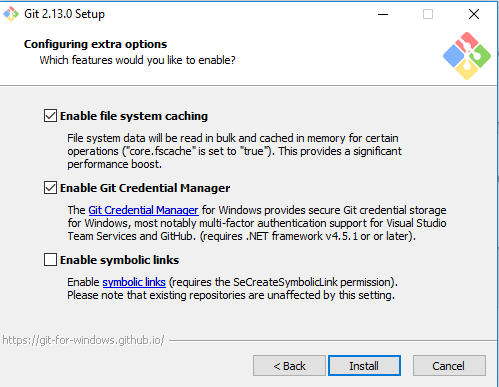 Git 2.13.0 Setup
Configuring extra options
Which features would you like to enable?
Enable file system caching
File system data will be read in bulk and cached in memory for certain
operations ("core.fscache" is set to "true"). This provides a significant
performance boost.
Enable Git Credential Manager
The Git Credential Manager for Windows provides secure Git credential storage
for Windows, most notably multi-factor authentication support for Visual Studio
Team Services and GitHub. (requires .NET framework v4.5.1 or or later).
Enable symbolic links
Enable symbolic links (requires the SeCreateSymbolicLink permission).
Please note that existing repositories are unaffected by this setting.
https://git-for-windows.github.io/
< Back
Install
Cancel